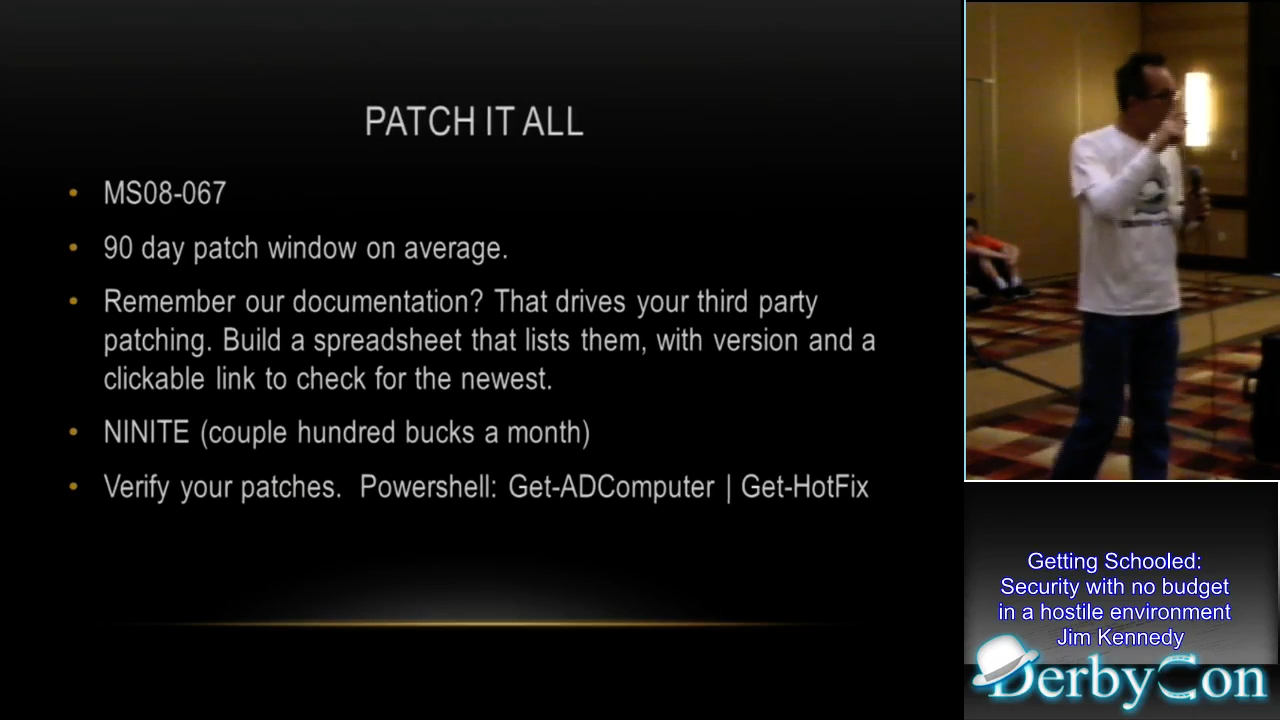 PATCH IT ALL
• MS08-067
• 90 day patch window on average.
• Remember our documentation? That drives your third party
patching. Build a spreadsheet that lists them, with version and a
clickable link to check for the newest.
• NINITE (couple hundred bucks a month)
• Verify your patches.  Powershell: Get-ADComputer | Get-HotFix
Getting Schooled:
Security with no budget
in a hostile environment
Jim Kennedy
DerbyCon